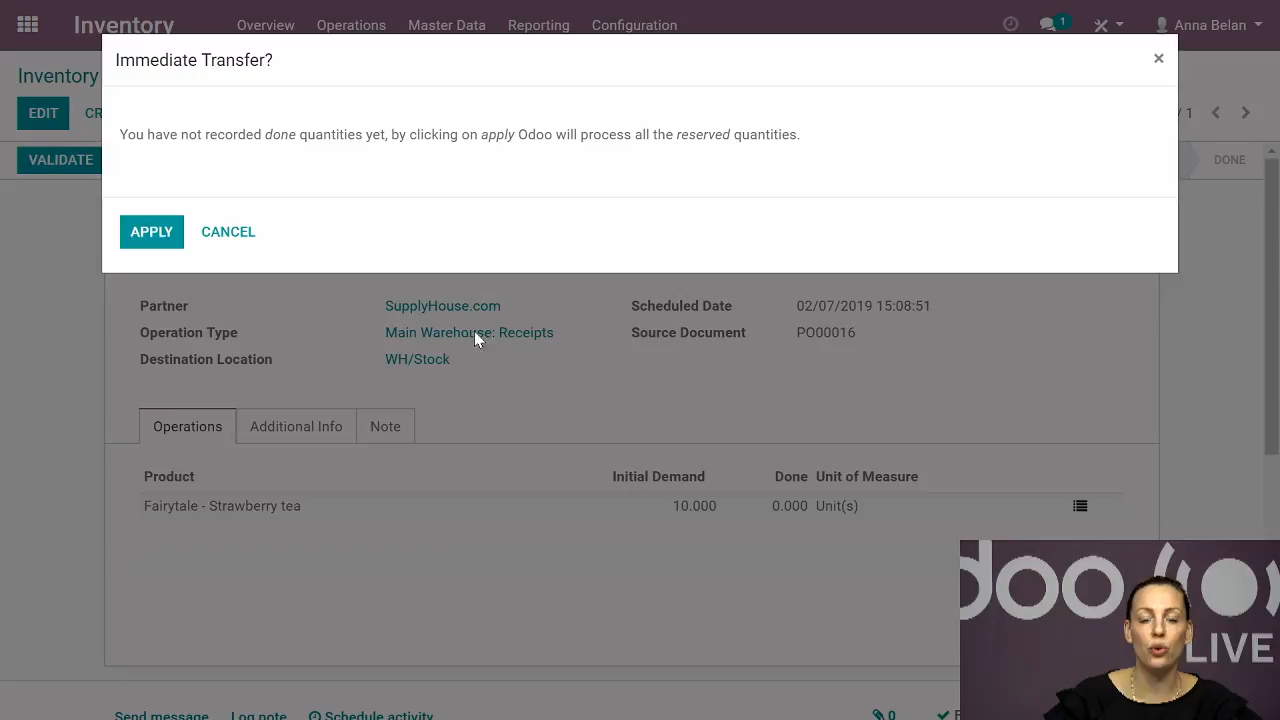 Inventory Overview Operations Master Data Reporting Configuration 1 Anna Belan
Immediate Transfer? ×
Inventory
EDIT CR / 1
You have not recorded done quantities yet, by clicking on apply Odoo will process all the reserved quantities.
VALIDATE DONE
APPLY CANCEL
Partner SupplyHouse.com Scheduled Date 02/07/2019 15:08:51
Operation Type Main Warehouse: Receipts Source Document PO00016
Destination Location WH/Stock
Operations Additional Info Note
Product Initial Demand Done Unit of Measure
Fairytale - Strawberry tea 10.000 0.000 Unit(s)
doo
LIVE
Send message Log note Schedule activity 0 F